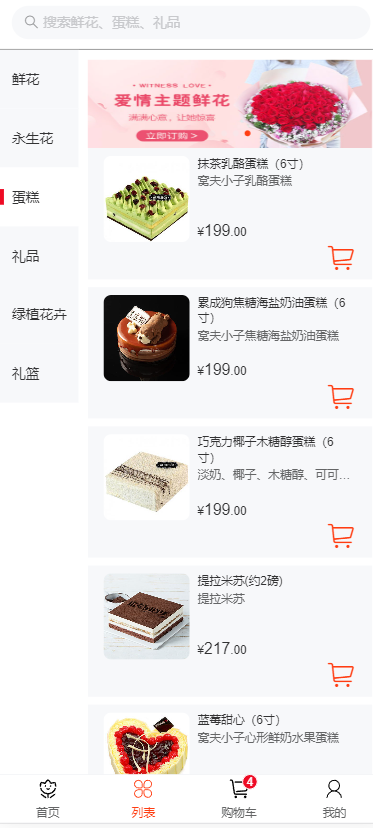 搜索鲜花、蛋糕、礼品
鲜花
永生花
蛋糕
礼品
绿植花卉
礼篮
• WITNESS LOVE •
爱情主题鲜花
满满心意，让她惊喜
立即订购 >
抹茶乳酪蛋糕（6寸）
窝夫小子乳酪蛋糕
¥199.00
累成狗焦糖海盐奶油蛋糕（6
寸）
窝夫小子焦糖海盐奶油蛋糕
¥199.00
巧克力椰子木糖醇蛋糕（6
寸）
淡奶、椰子、木糖醇、可可...
¥199.00
提拉米苏(约2磅)
提拉米苏
¥217.00
蓝莓甜心（6寸）
窝夫小子心形鲜奶水果蛋糕
首页
列表
4
购物车
我的